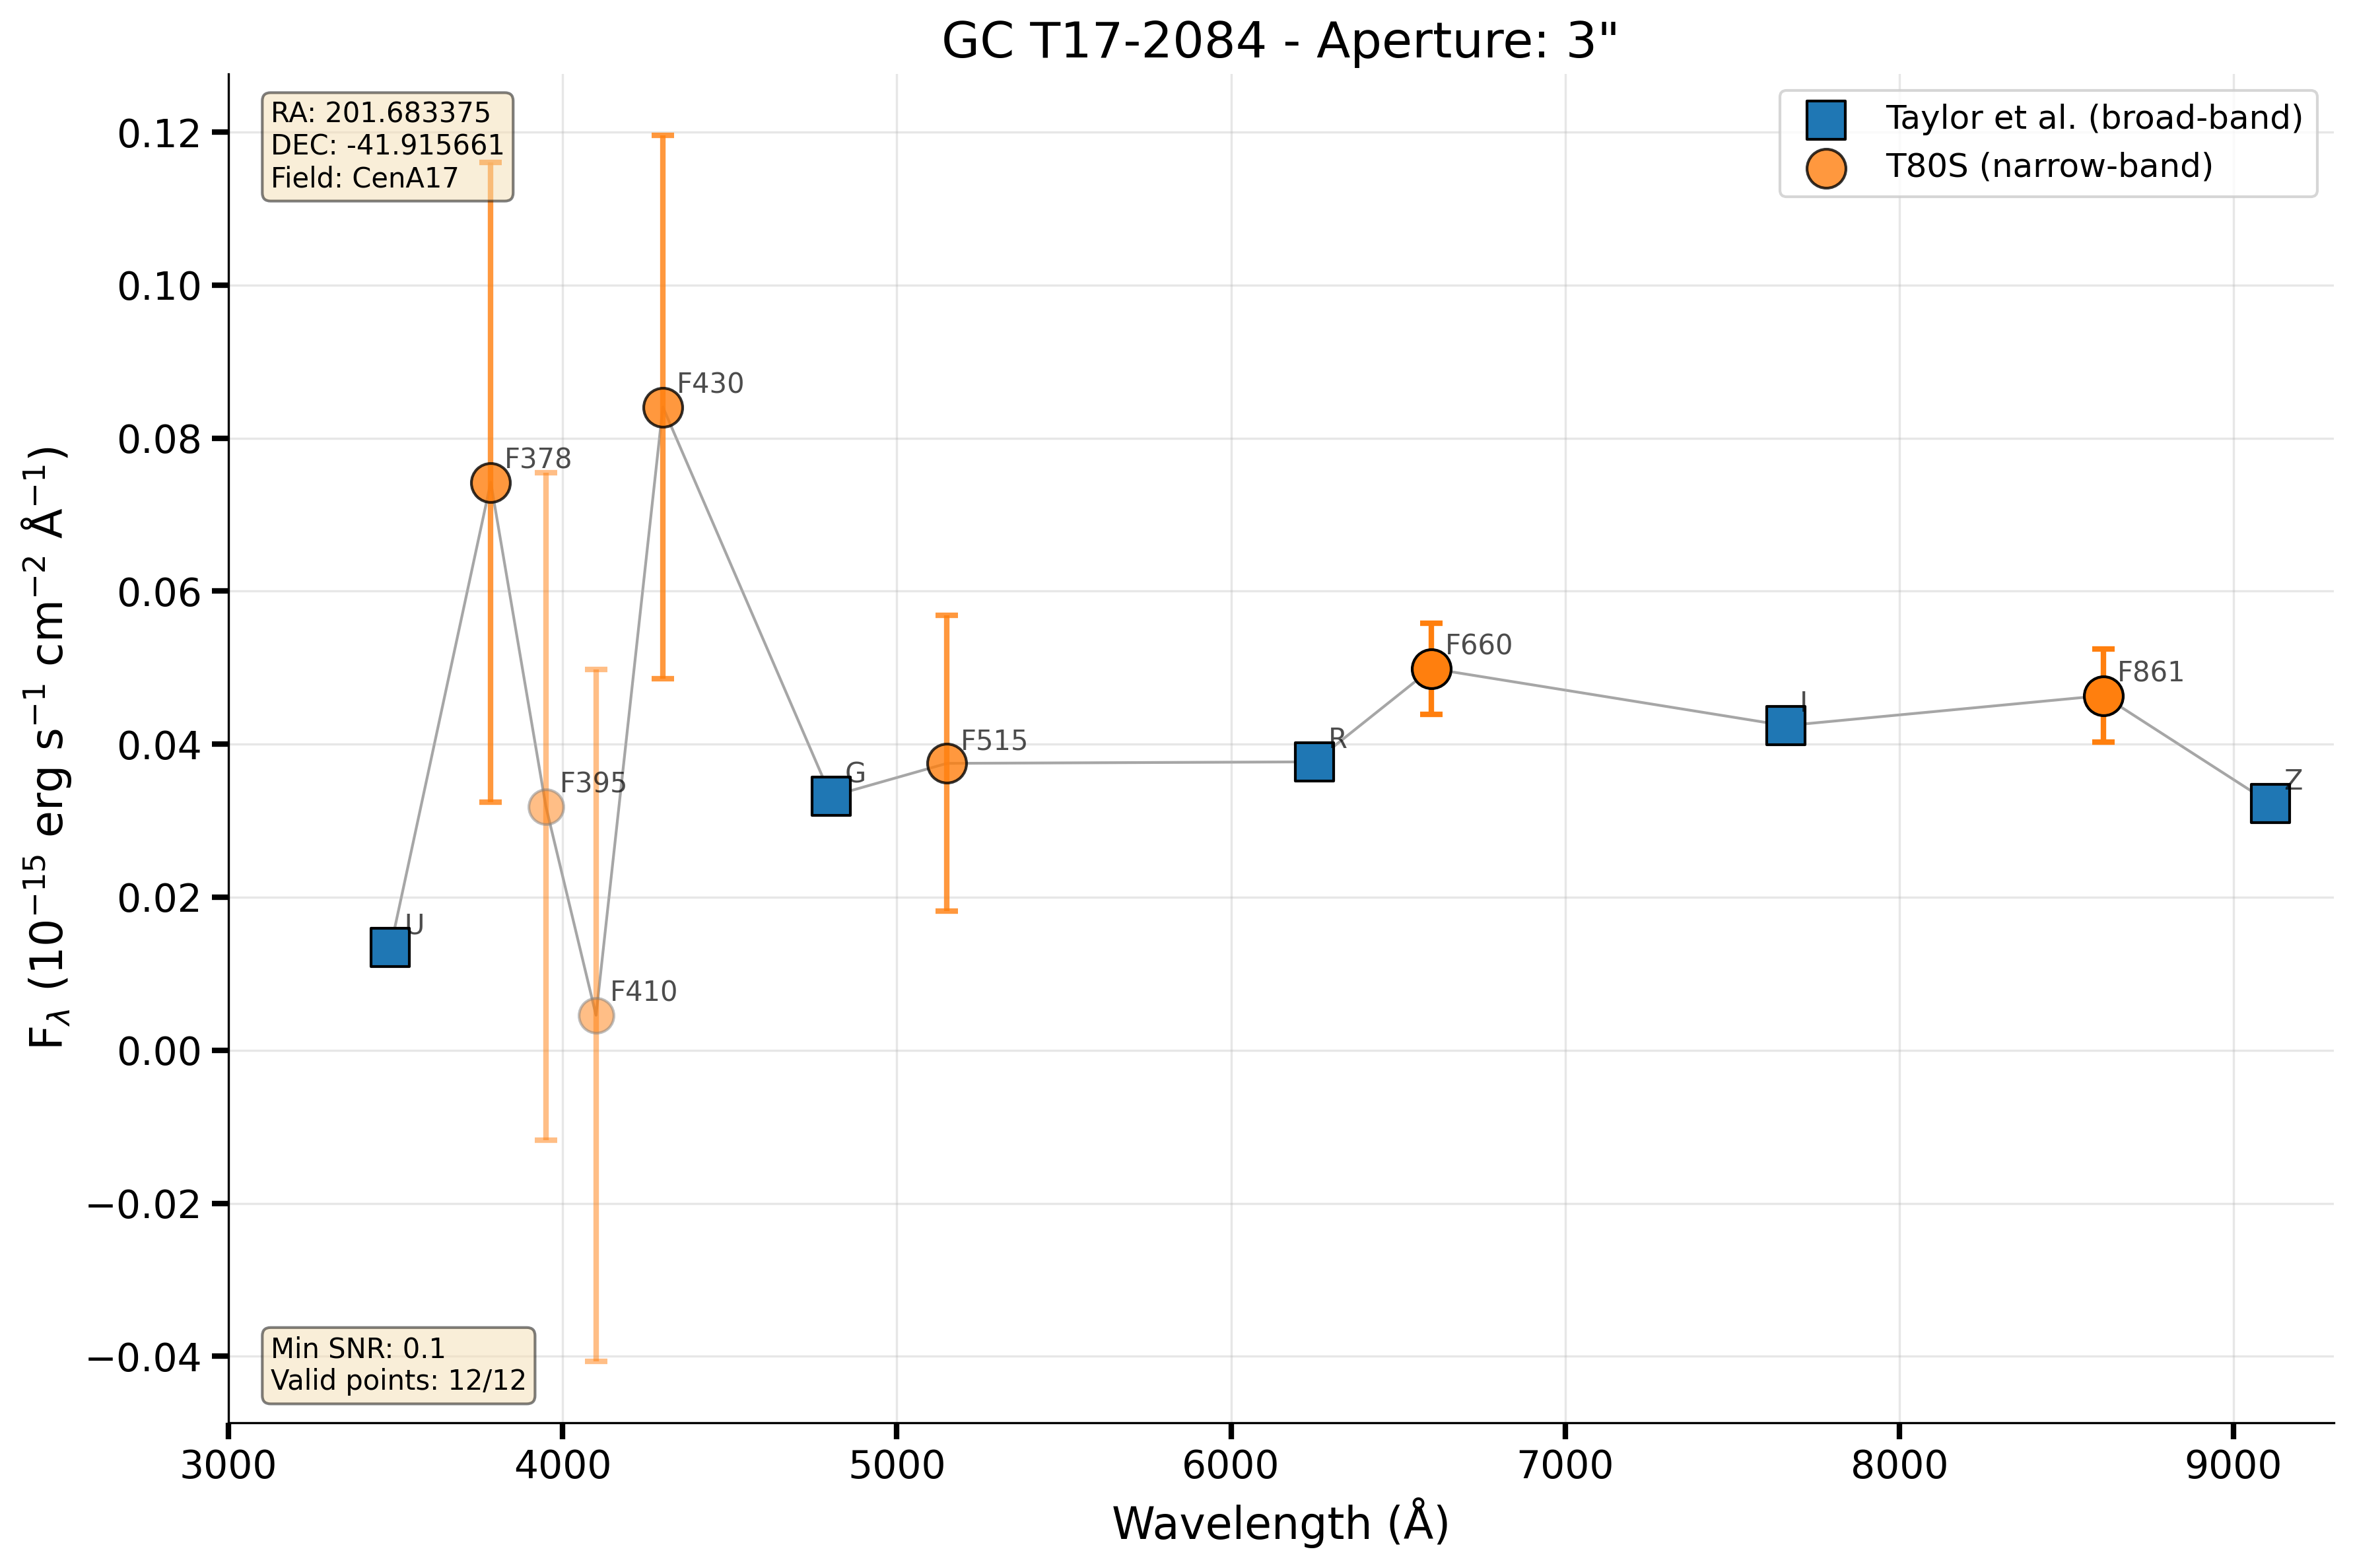 GC T17-2084 - Aperture: 3"
RA: 201.683375
DEC: -41.915661
Field: CenA17
Taylor et al. (broad-band)
T80S (narrow-band)
0.12
0.10
0.08
0.06
0.04
0.02
0.00
−0.02
−0.04
F_λ (10⁻¹⁵ erg s⁻¹ cm⁻² Å⁻¹)
U
F378
F395
F410
F430
G
F515
R
F660
I
F861
Z
Min SNR: 0.1
Valid points: 12/12
3000 4000 5000 6000 7000 8000 9000
Wavelength (Å)